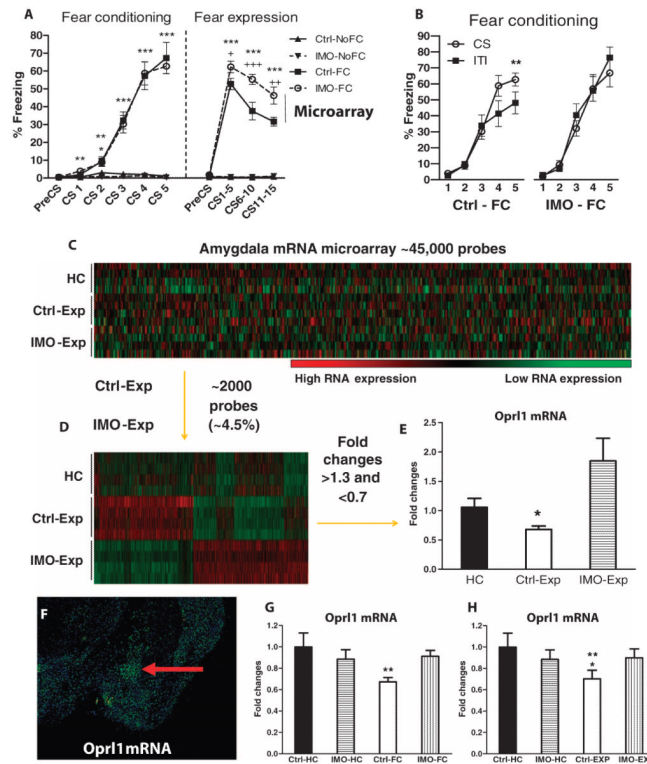 A
Fear conditioning
Fear expression
% Freezing
80
70
60
50
40
30
20
10
0
PreCS
CS 1
CS 2
CS 3
CS 4
CS 5
PreCS
CS1-5
CS6-10
CS11-15
**
**
*
***
***
***
***
+
***
+++
***
++
Ctrl-NoFC
IMO-NoFC
Ctrl-FC
IMO-FC
Microarray
B
Fear conditioning
% Freezing
90
80
70
60
50
40
30
20
10
0
CS
ITI
**
1 2 3 4 5
1 2 3 4 5
Ctrl - FC
IMO - FC
C
Amygdala mRNA microarray ~45,000 probes
HC
Ctrl-Exp
IMO-Exp
High RNA expression
Low RNA expression
Ctrl-Exp
IMO-Exp
~2000
probes
(~4.5%)
D
HC
Ctrl-Exp
IMO-Exp
Fold
changes
>1.3 and
<0.7
E
Oprl1 mRNA
Fold changes
2.5
2.0
1.5
1.0
0.5
0.0
*
HC
Ctrl-Exp
IMO-Exp
F
Oprl1mRNA
G
Oprl1 mRNA
Fold changes
1.2
1.0
0.8
0.6
0.4
0.2
0.0
**
Ctrl-HC
IMO-HC
Ctrl-FC
IMO-FC
H
Oprl1 mRNA
Fold changes
1.2
1.0
0.8
0.6
0.4
0.2
0.0
**
*
Ctrl-HC
IMO-HC
Ctrl-EXP
IMO-EX